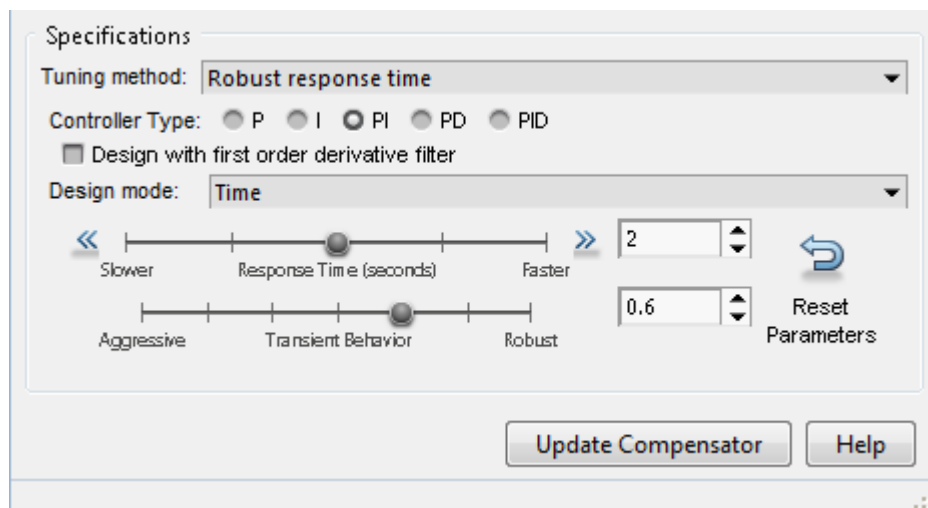 Specifications
Tuning method: Robust response time
Controller Type: P I PI PD PID
Design with first order derivative filter
Design mode: Time
2
Slower Response Time (seconds) Faster
0.6 Reset
Aggressive Transient Behavior Robust Parameters
Update Compensator Help